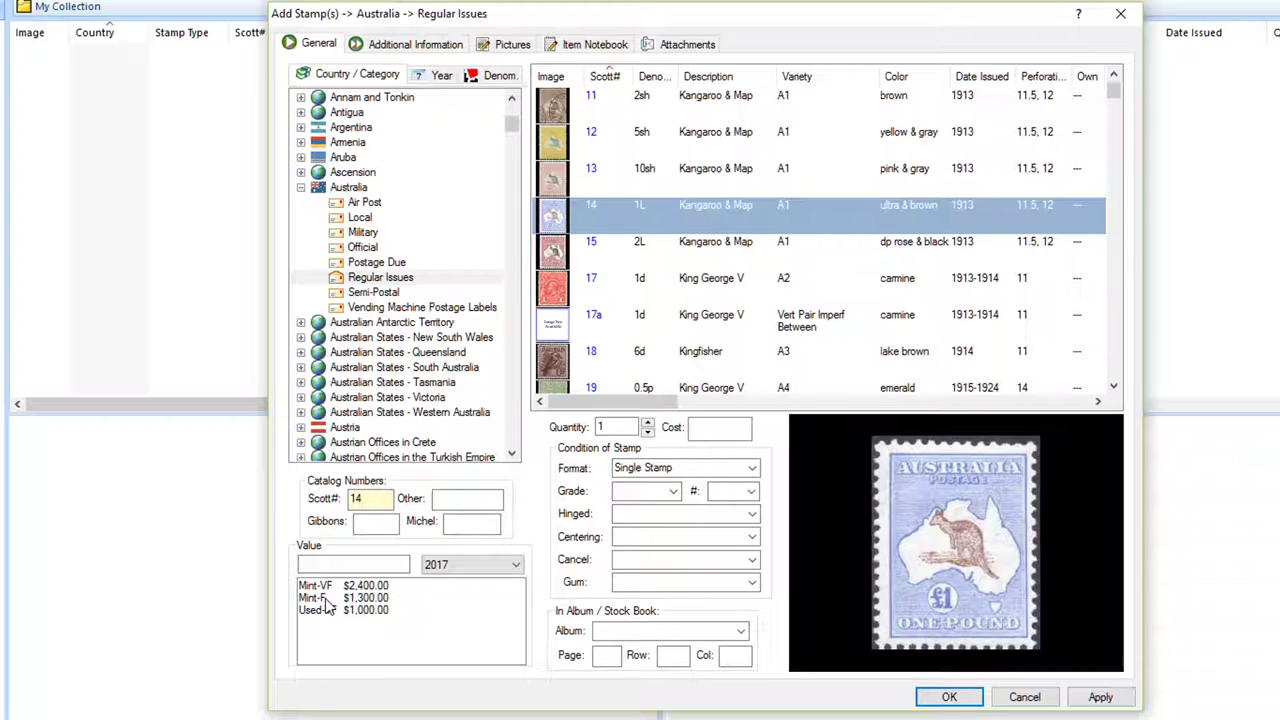 My Collection
Image Country Stamp Type Scott#
Date Issued
Add Stamp(s) -> Australia -> Regular Issues ?
General Additional Information Pictures Item Notebook Attachments
Country / Category Year Denom.
Annam and Tonkin
Antigua
Argentina
Armenia
Aruba
Ascension
Australia
Air Post
Local
Military
Official
Postage Due
Regular Issues
Semi-Postal
Vending Machine Postage Labels
Australian Antarctic Territory
Australian States - New South Wales
Australian States - Queensland
Australian States - South Australia
Australian States - Tasmania
Australian States - Victoria
Australian States - Western Australia
Austria
Austrian Offices in Crete
Austrian Offices in the Turkish Empire
Image Scott# Deno... Description Variety Color Date Issued Perforati... Own
11 2sh Kangaroo & Map A1 brown 1913 11.5, 12 ---
12 5sh Kangaroo & Map A1 yellow & gray 1913 11.5, 12 ---
13 10sh Kangaroo & Map A1 pink & gray 1913 11.5, 12 ---
14 1L Kangaroo & Map A1 ultra & brown 1913 11.5, 12 ---
15 2L Kangaroo & Map A1 dp rose & black 1913 11.5, 12 ---
17 1d King George V A2 carmine 1913-1914 11 ---
17a 1d King George V Vert Pair Imperf Between carmine 1913-1914 11 ---
18 6d Kingfisher A3 lake brown 1914 11 ---
19 0.5p King George V A4 emerald 1915-1924 14 ---
Catalog Numbers:
Scott#: 14 Other:
Gibbons: Michel:
Value
2017
Mint-VF $2,400.00
Mint-F $1,300.00
Used- $1,000.00
Quantity: 1 Cost:
Condition of Stamp
Format: Single Stamp
Grade: #:
Hinged:
Centering:
Cancel:
Gum:
In Album / Stock Book:
Album:
Page: Row: Col:
AUSTRALIA
POSTAGE
£1
ONE POUND
OK Cancel Apply